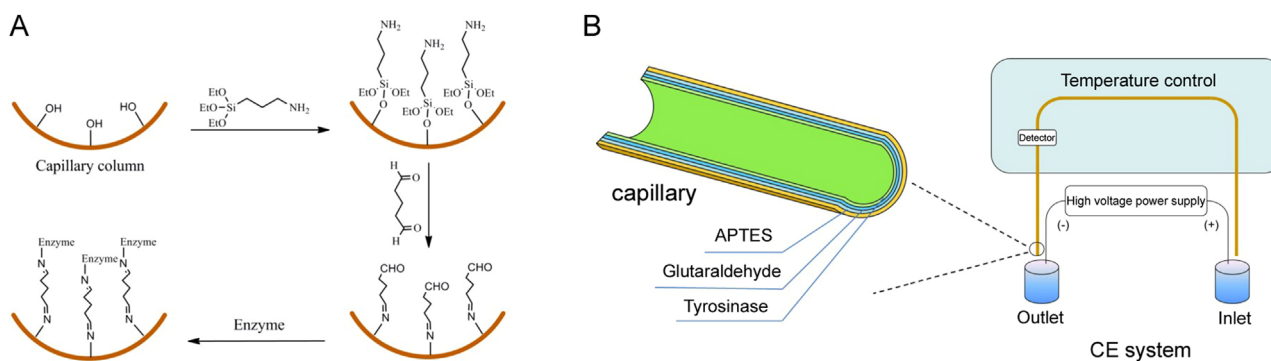 A
OH
OH
HO
Capillary column
EtO
EtO
Si
EtO
NH2
NH2
NH2
NH2
Si
EtO
OEt
O
Si
EtO
OEt
O
Si
EtO
OEt
O
H
O
O
H
CHO
CHO
CHO
N
N
N
Enzyme
Enzyme
Enzyme
Enzyme
N
N
N
N
N
N
B
capillary
APTES
Glutaraldehyde
Tyrosinase
Temperature control
Detector
High voltage power supply
(-)
(+)
Outlet
Inlet
CE system